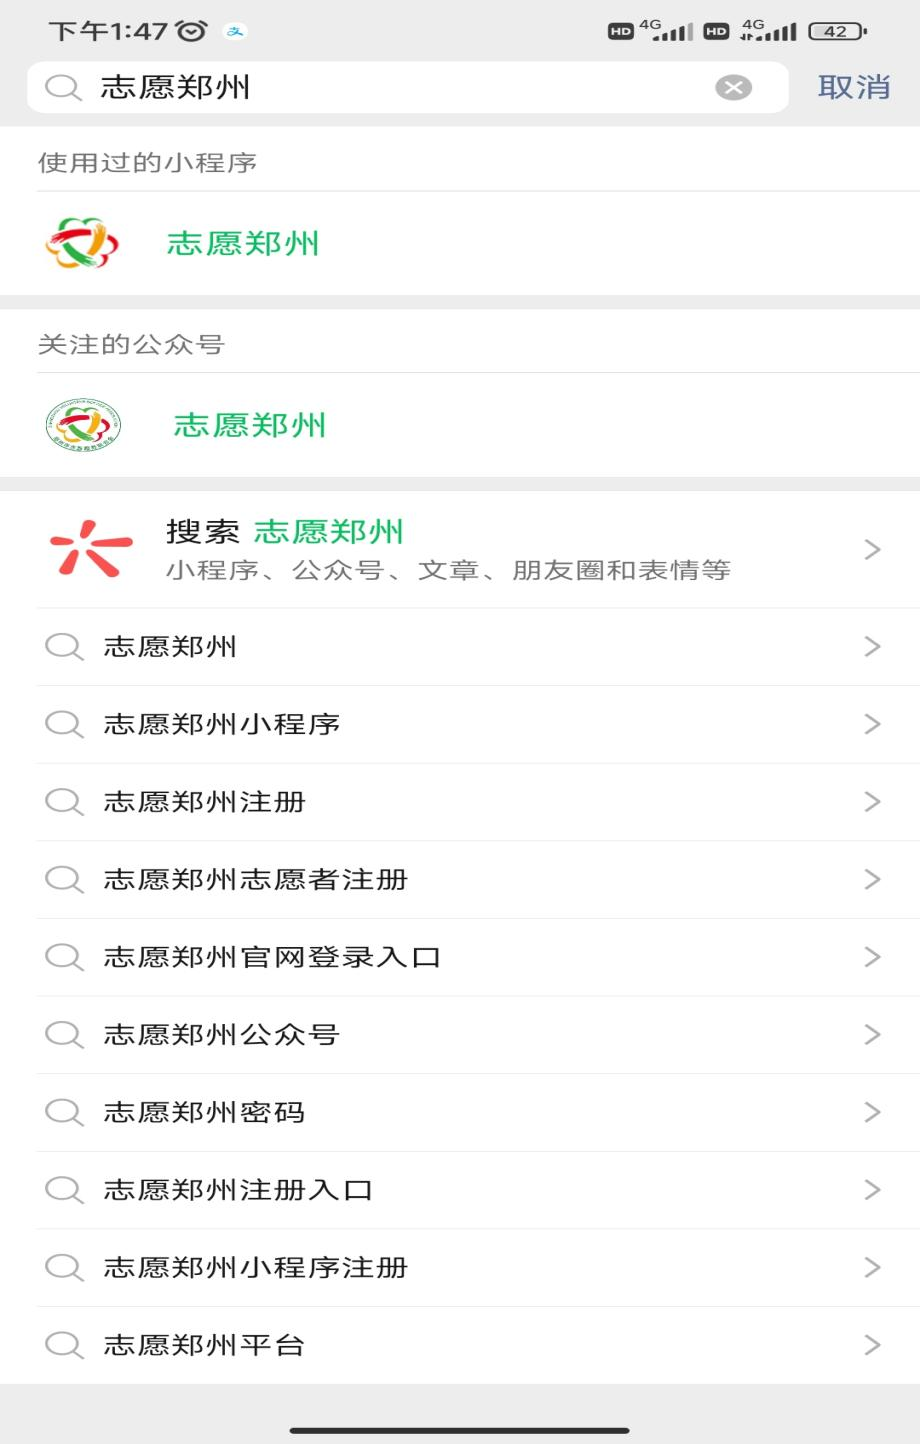 下午1:47
HD 4G HD 4G 42
志愿郑州
取消
使用过的小程序
志愿郑州
关注的公众号
志愿郑州
搜索 志愿郑州
小程序、公众号、文章、朋友圈和表情等
志愿郑州
志愿郑州小程序
志愿郑州注册
志愿郑州志愿者注册
志愿郑州官网登录入口
志愿郑州公众号
志愿郑州密码
志愿郑州注册入口
志愿郑州小程序注册
志愿郑州平台